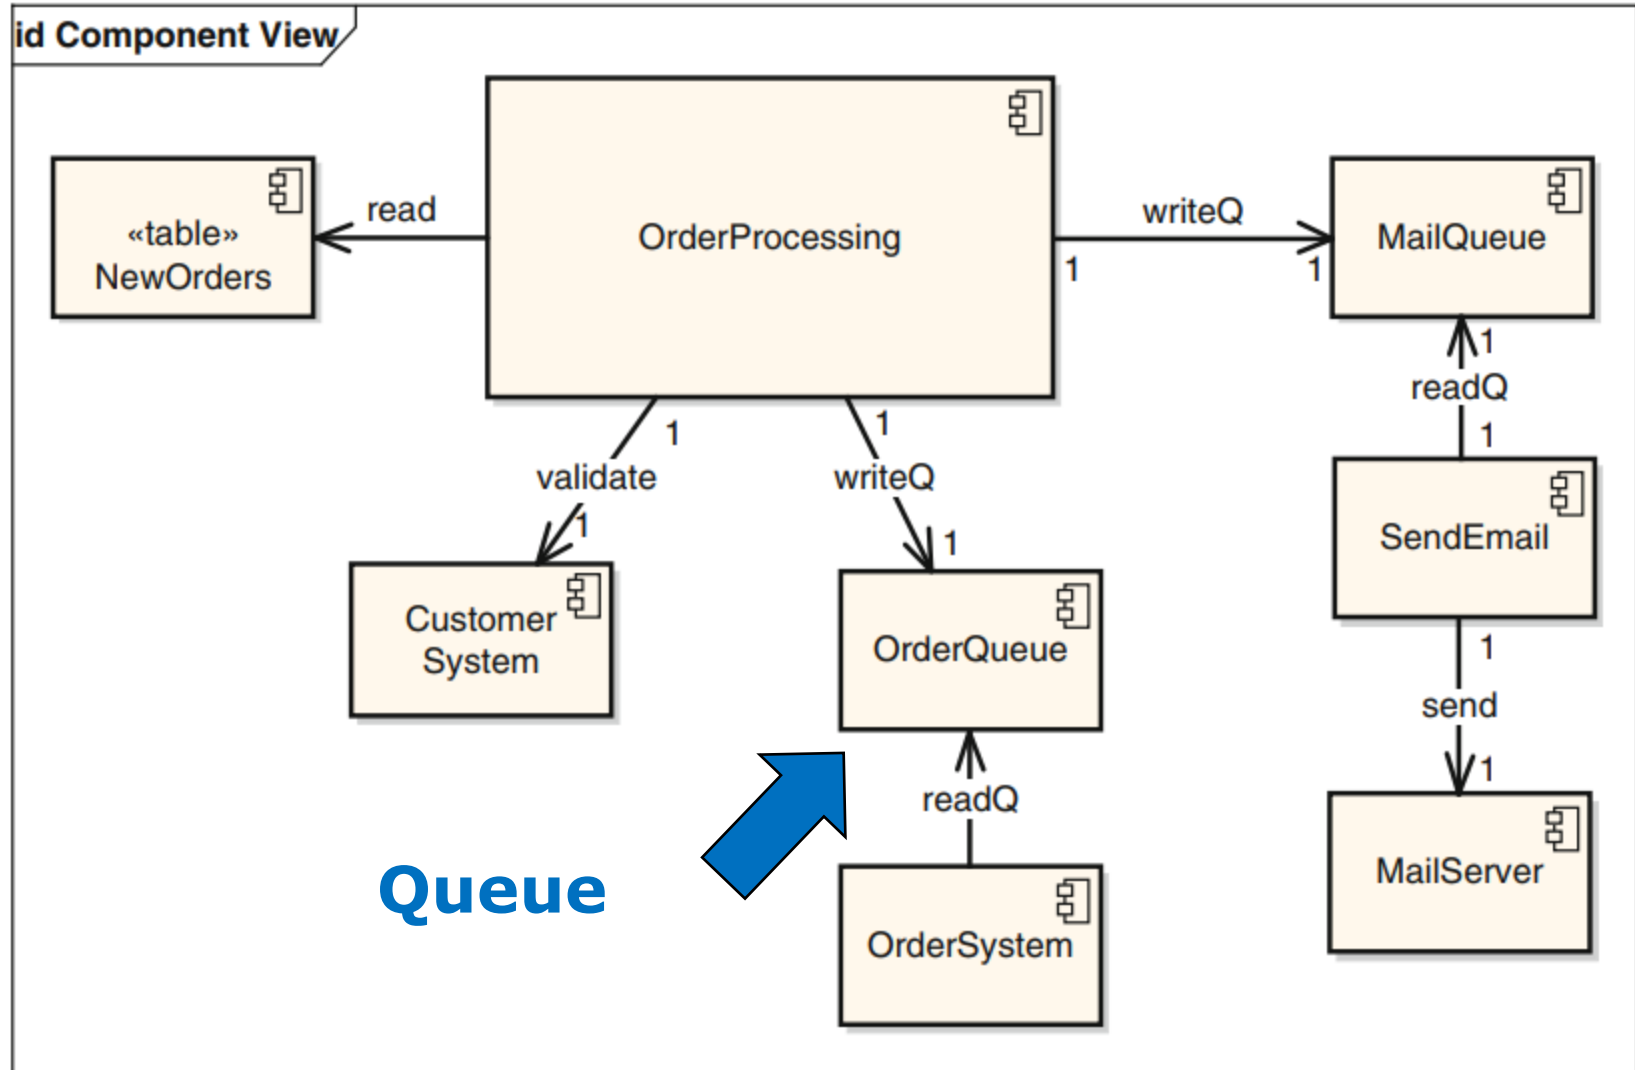 id Component View
«table»
NewOrders
read
OrderProcessing
writeQ
1
1
MailQueue
1
readQ
1
1
validate
1
1
writeQ
1
SendEmail
Customer
System
OrderQueue
1
send
1
readQ
Queue
OrderSystem
MailServer